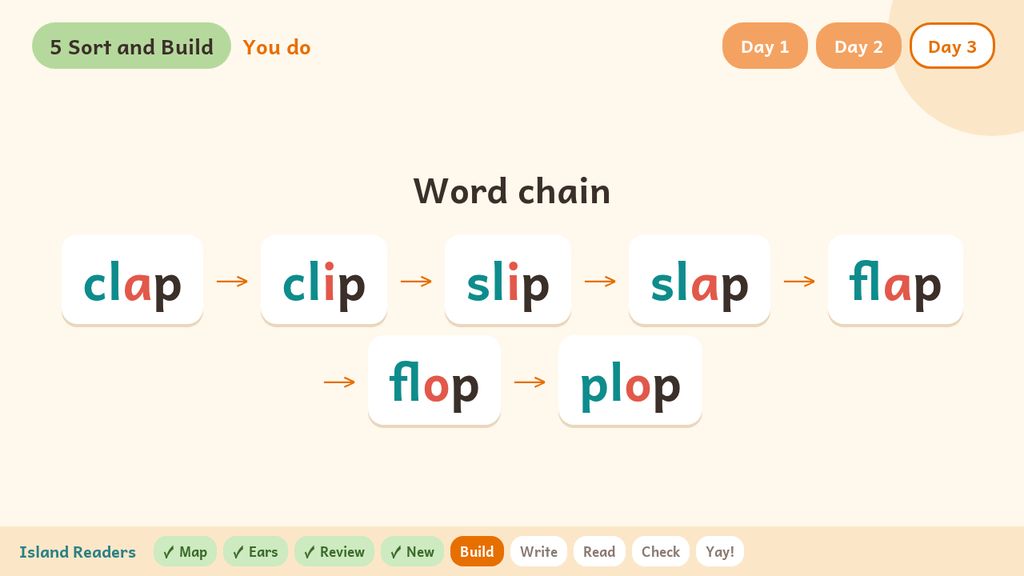 5 Sort and Build You do Day 1 Day 2 Day 3
Word chain
clap → clip → slip → slap → flap
→ flop → plop
Island Readers ✓ Map ✓ Ears ✓ Review ✓ New Build Write Read Check Yay!